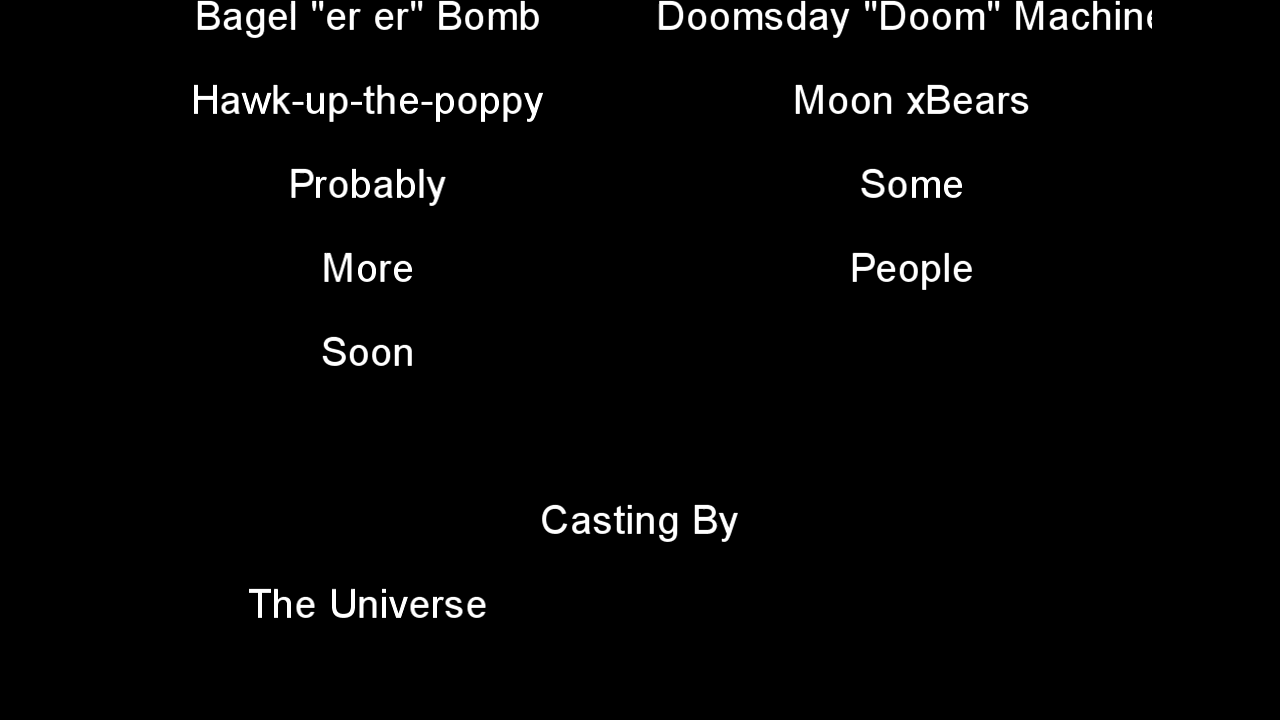 Bagel "er er" Bomb Doomsday "Doom" Machine
Hawk-up-the-poppy Moon xBears
Probably Some
More People
Soon
Casting By
The Universe